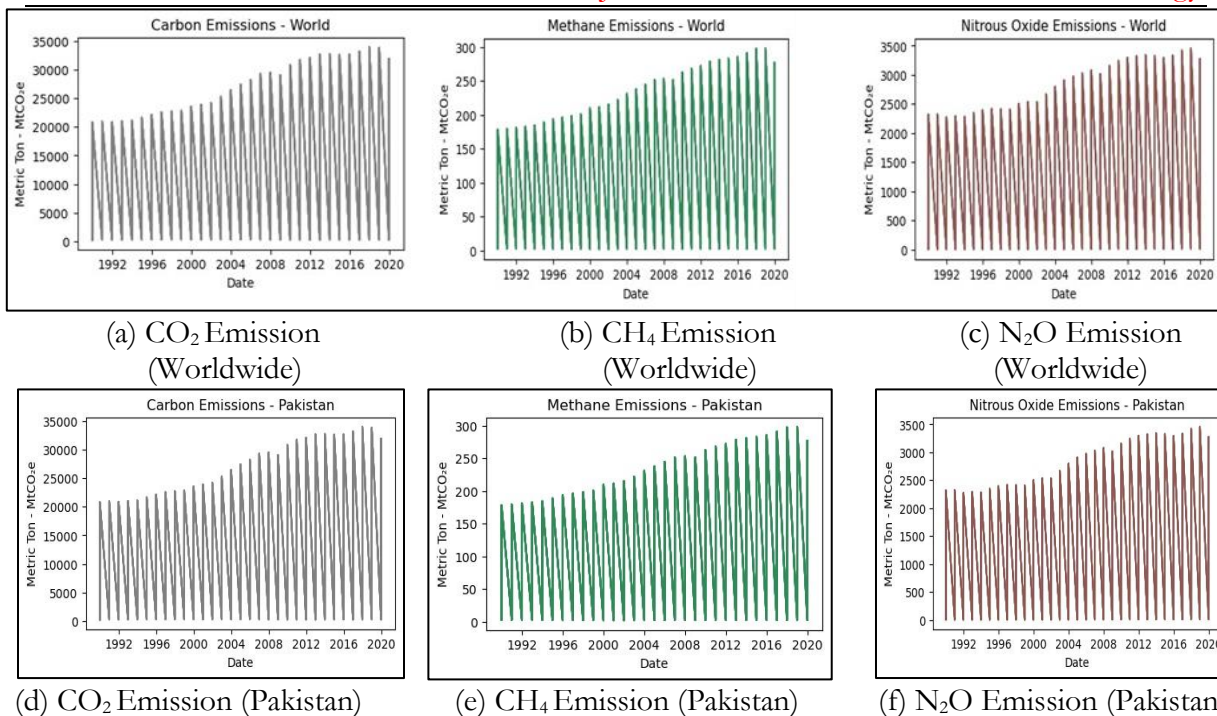 Carbon Emissions - World
35000
30000
25000
20000
15000
10000
5000
0
Metric Ton - MtCO₂e
1992 1996 2000 2004 2008 2012 2016 2020
Date
Methane Emissions - World
300
250
200
150
100
50
0
Metric Ton - MtCO₂e
1992 1996 2000 2004 2008 2012 2016 2020
Date
Nitrous Oxide Emissions - World
3500
3000
2500
2000
1500
1000
500
0
Metric Ton - MtCO₂e
1992 1996 2000 2004 2008 2012 2016 2020
Date
(a) CO₂ Emission
(Worldwide)
(b) CH₄ Emission
(Worldwide)
(c) N₂O Emission
(Worldwide)
Carbon Emissions - Pakistan
35000
30000
25000
20000
15000
10000
5000
0
Metric Ton - MtCO₂e
1992 1996 2000 2004 2008 2012 2016 2020
Date
Methane Emissions - Pakistan
300
250
200
150
100
50
0
Metric Ton - MtCO₂e
1992 1996 2000 2004 2008 2012 2016 2020
Date
Nitrous Oxide Emissions - Pakistan
3500
3000
2500
2000
1500
1000
500
0
Metric Ton - MtCO₂e
1992 1996 2000 2004 2008 2012 2016 2020
Date
(d) CO₂ Emission (Pakistan)
(e) CH₄ Emission (Pakistan)
(f) N₂O Emission (Pakistan